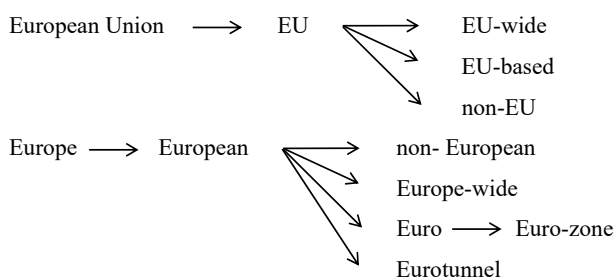 European Union EU EU-wide
EU-based
non-EU
Europe European non- European
Europe-wide
Euro Euro-zone
Eurotunnel